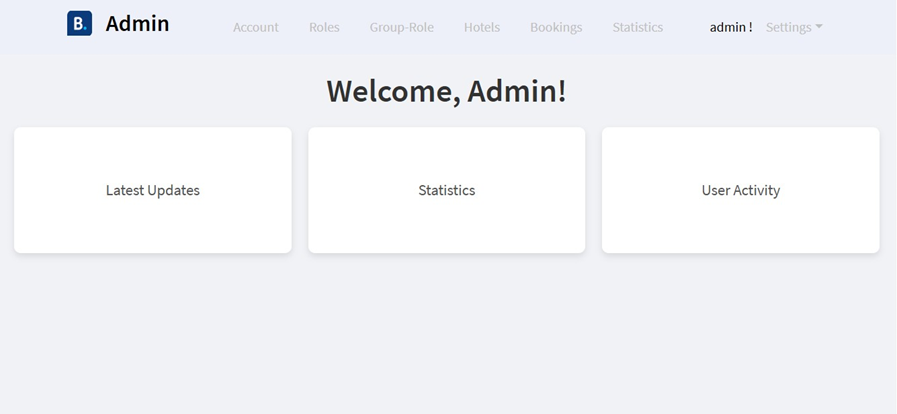 B. Admin Account Roles Group-Role Hotels Bookings Statistics admin ! Settings
Welcome, Admin!
Latest Updates Statistics User Activity